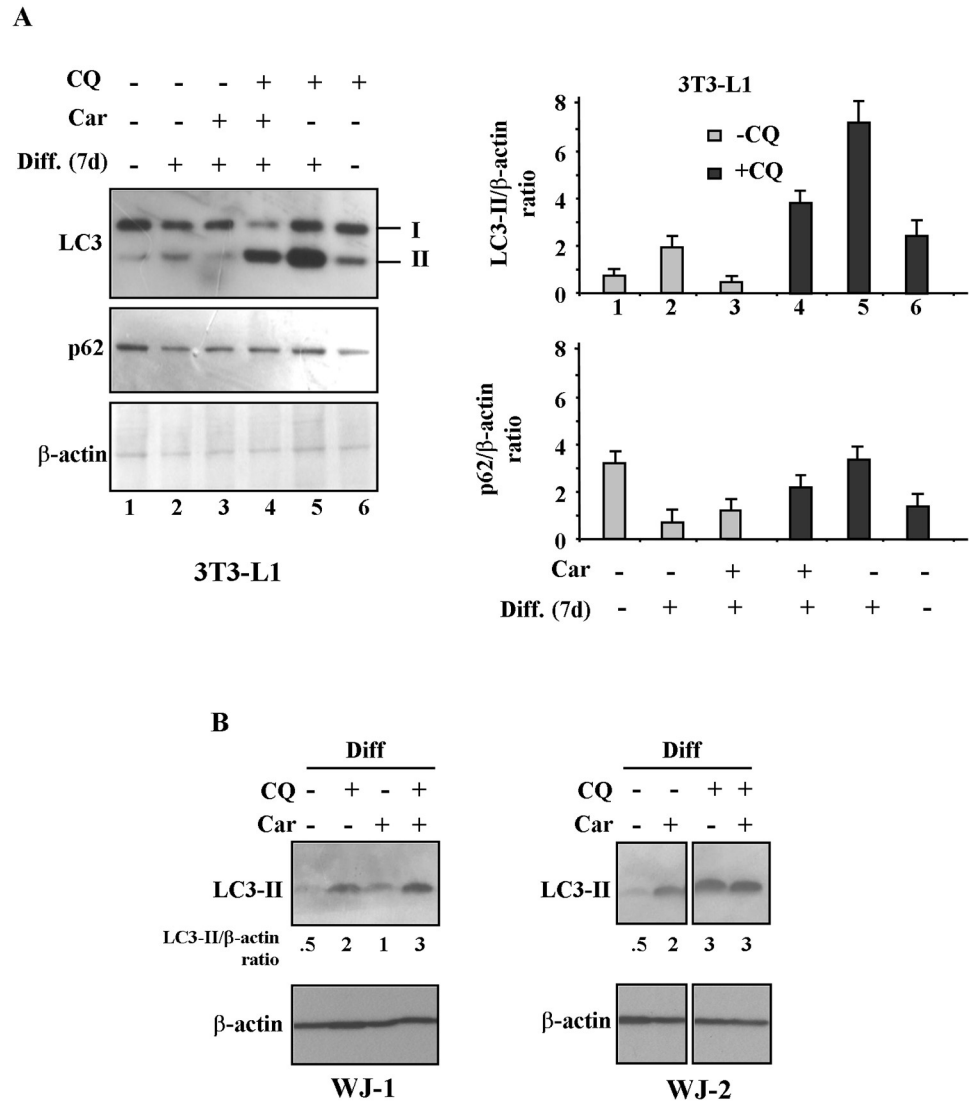 A
CQ - - - + + +
Car - - + + - -
Diff. (7d) - + + + + -
LC3
I
II
p62
β-actin
1 2 3 4 5 6
3T3-L1
3T3-L1
-CQ
+CQ
LC3-II/β-actin
ratio
8
6
4
2
0
1 2 3 4 5 6
p62/β-actin
ratio
8
6
4
2
0
Car - - + + - -
Diff. (7d) - + + + + -
B
Diff
CQ - + - +
Car - - + +
LC3-II
LC3-II/β-actin
ratio
.5 2 1 3
β-actin
WJ-1
Diff
CQ - - + +
Car - + - +
LC3-II
.5 2 3 3
β-actin
WJ-2